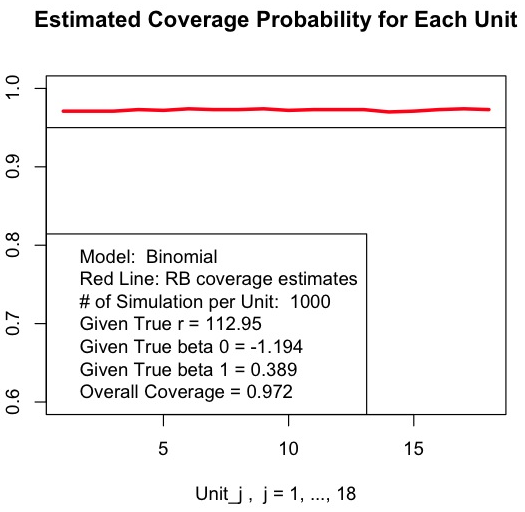 Estimated Coverage Probability for Each Unit
1.0
0.9
0.8
0.7
0.6
Model:  Binomial
Red Line: RB coverage estimates
# of Simulation per Unit:  1000
Given True r = 112.95
Given True beta 0 = -1.194
Given True beta 1 = 0.389
Overall Coverage = 0.972
5 10 15
Unit_j ,  j = 1, ..., 18